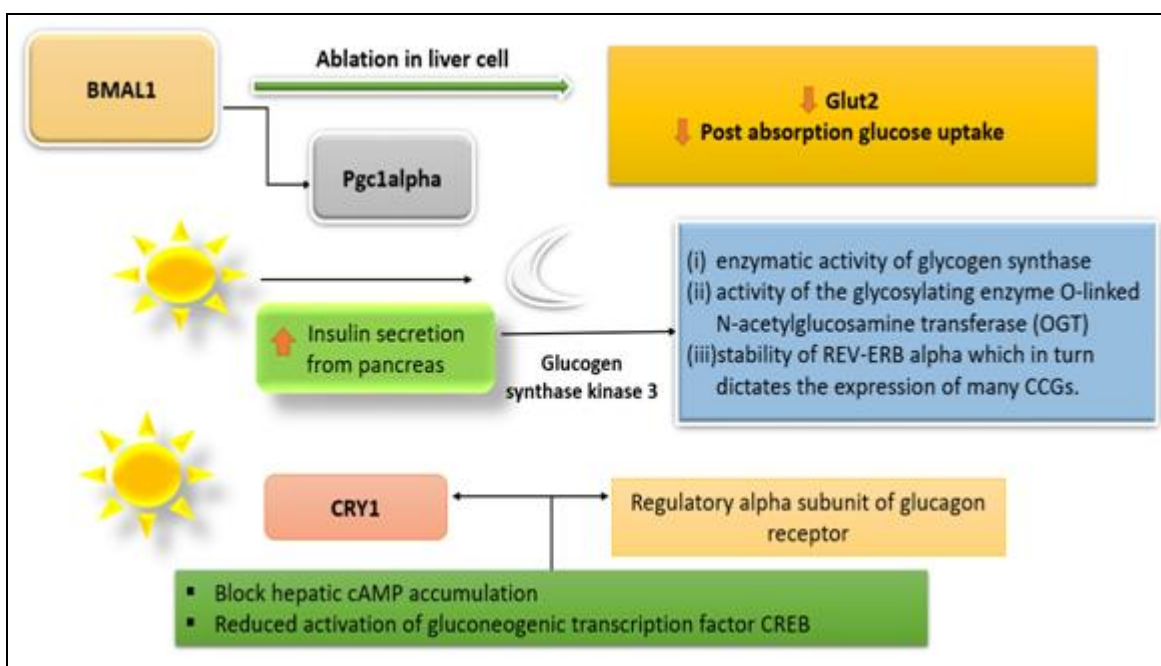 BMAL1
Ablation in liver cell
Glut2
Post absorption glucose uptake
Pgc1alpha
Insulin secretion
from pancreas
Glucogen
synthase kinase 3
(i) enzymatic activity of glycogen synthase
(ii) activity of the glycosylating enzyme O-linked
N-acetylglucosamine transferase (OGT)
(iii)stability of REV-ERB alpha which in turn
dictates the expression of many CCGs.
CRY1
Regulatory alpha subunit of glucagon
receptor
▪ Block hepatic cAMP accumulation
▪ Reduced activation of gluconeogenic transcription factor CREB